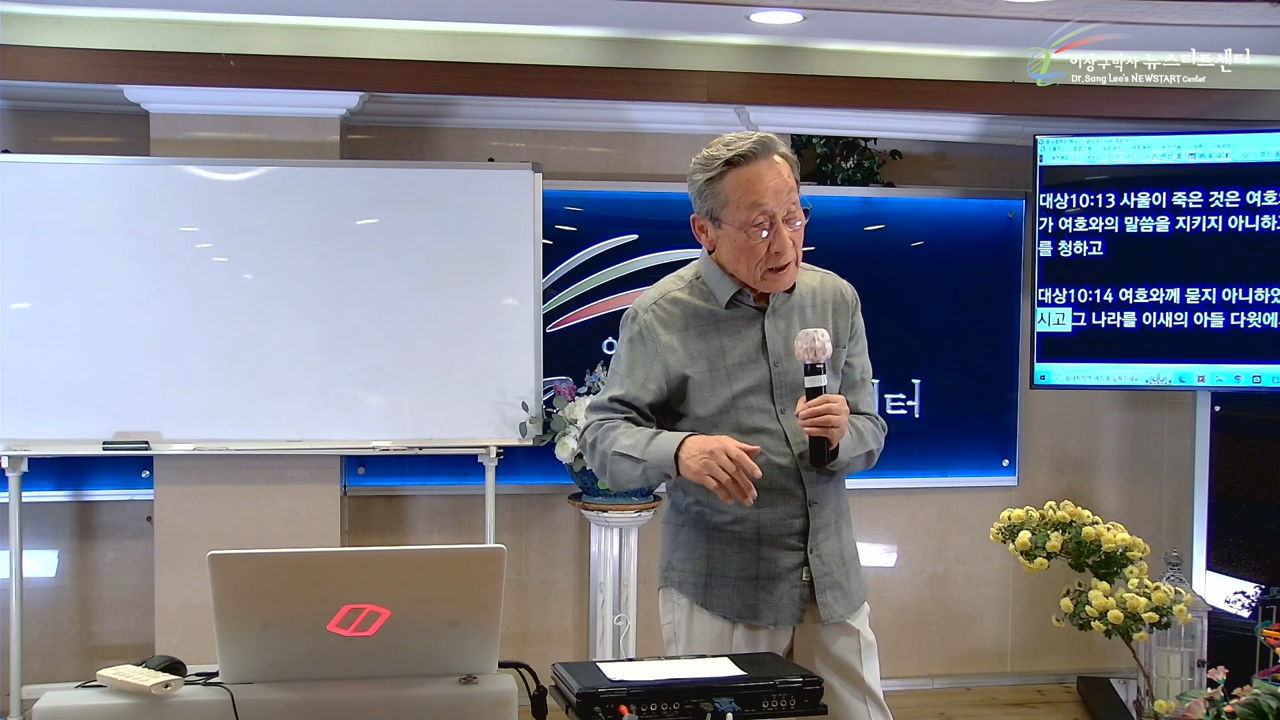 이상구박사 뉴스타트센터
Dr. Sang Lee's NEWSTART Center
대상10:13 사울이 죽은 것은 여호
가 여호와의 말씀을 지키지 아니하
를 청하고
대상10:14 여호와께 묻지 아니하
시고 그 나라를 이새의 아들 다윗에
터